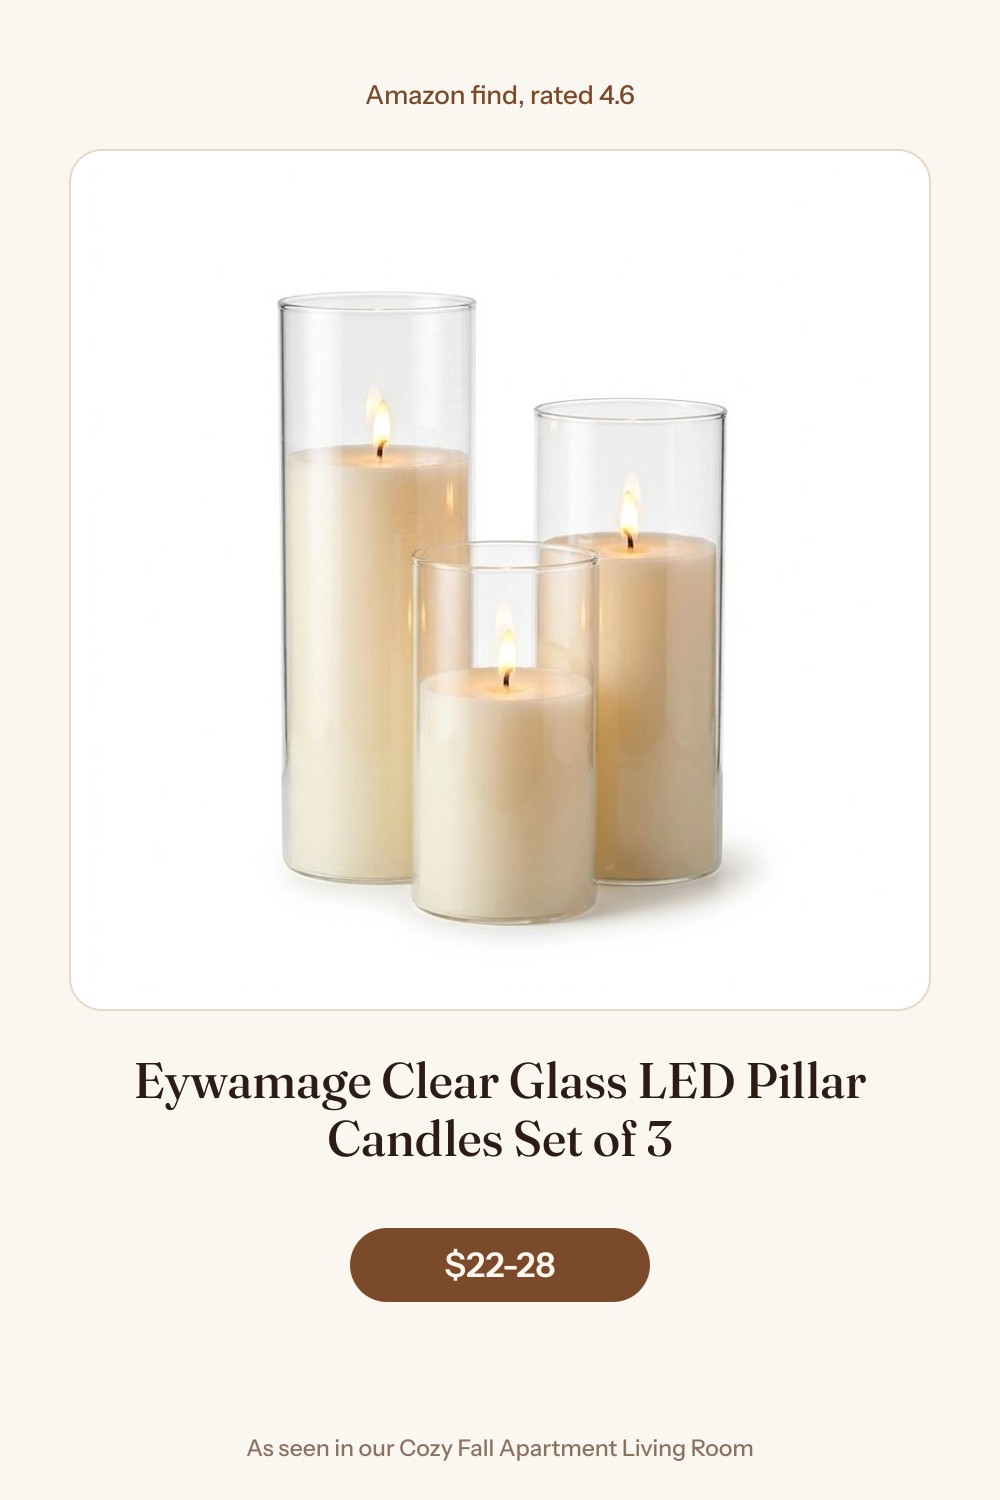 Amazon find, rated 4.6
Eywamage Clear Glass LED Pillar
Candles Set of 3
$22-28
As seen in our Cozy Fall Apartment Living Room